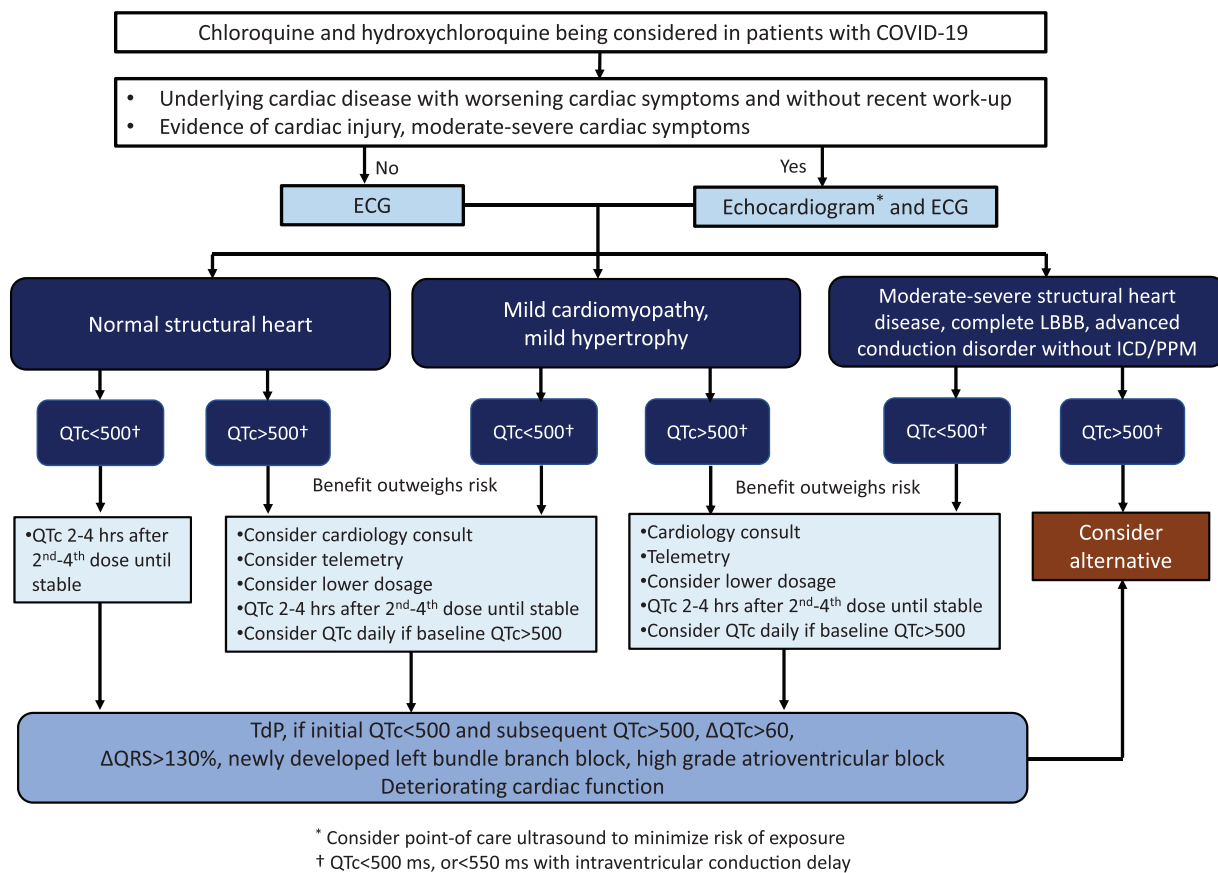 Chloroquine and hydroxychloroquine being considered in patients with COVID-19
• Underlying cardiac disease with worsening cardiac symptoms and without recent work-up
• Evidence of cardiac injury, moderate-severe cardiac symptoms
No
Yes
ECG
Echocardiogram* and ECG
Normal structural heart
Mild cardiomyopathy,
mild hypertrophy
Moderate-severe structural heart
disease, complete LBBB, advanced
conduction disorder without ICD/PPM
QTc<500†
QTc>500†
QTc<500†
QTc>500†
QTc<500†
QTc>500†
Benefit outweighs risk
Benefit outweighs risk
•QTc 2-4 hrs after
2nd-4th dose until
stable
•Consider cardiology consult
•Consider telemetry
•Consider lower dosage
•QTc 2-4 hrs after 2nd-4th dose until stable
•Consider QTc daily if baseline QTc>500
•Cardiology consult
•Telemetry
•Consider lower dosage
•QTc 2-4 hrs after 2nd-4th dose until stable
•Consider QTc daily if baseline QTc>500
Consider
alternative
TdP, if initial QTc<500 and subsequent QTc>500, ΔQTc>60,
ΔQRS>130%, newly developed left bundle branch block, high grade atrioventricular block
Deteriorating cardiac function
* Consider point-of care ultrasound to minimize risk of exposure
† QTc<500 ms, or<550 ms with intraventricular conduction delay